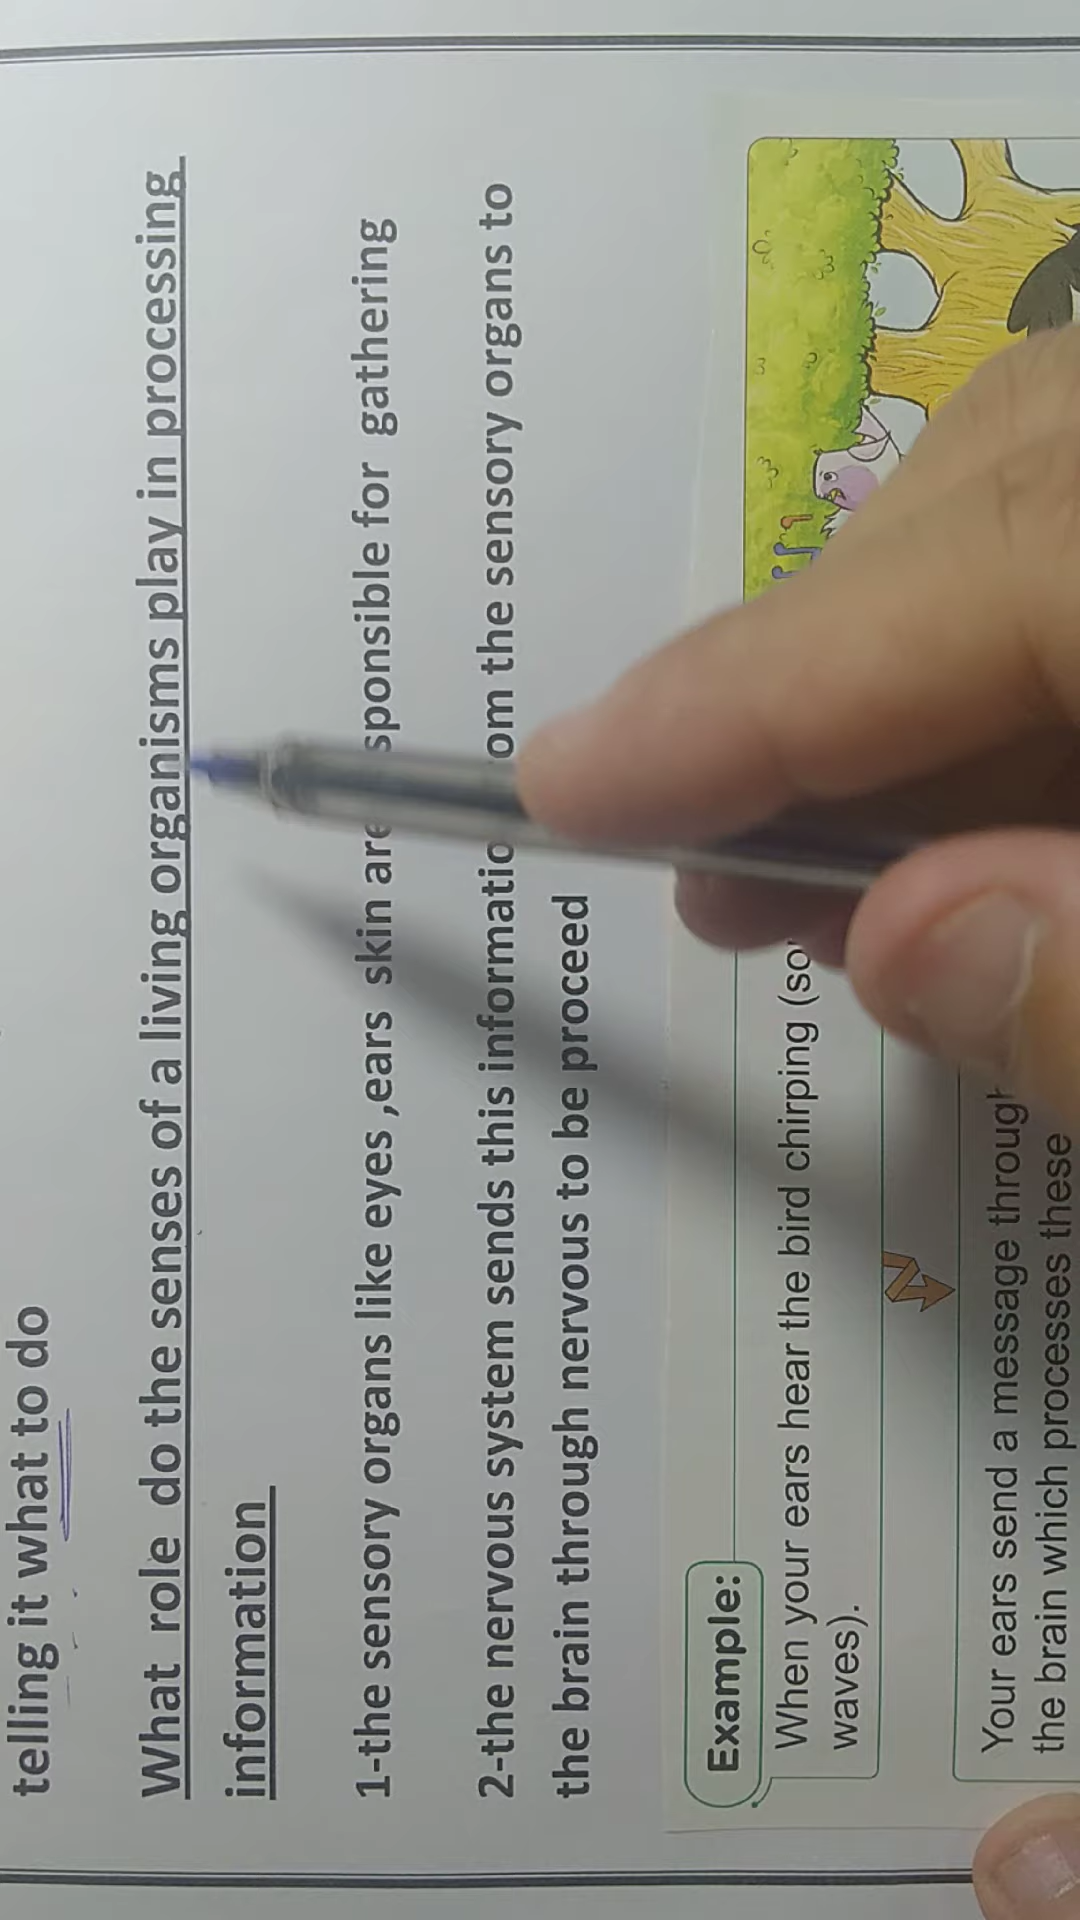 telling it what to do
What role do the senses of a living organisms play in processing
information
1-the sensory organs like eyes ,ears skin are sponsible for gathering
2-the nervous system sends this informatio om the sensory organs to
the brain through nervous to be proceed
Example:
When your ears hear the bird chirping (so
waves).
Your ears send a message through
the brain which processes these